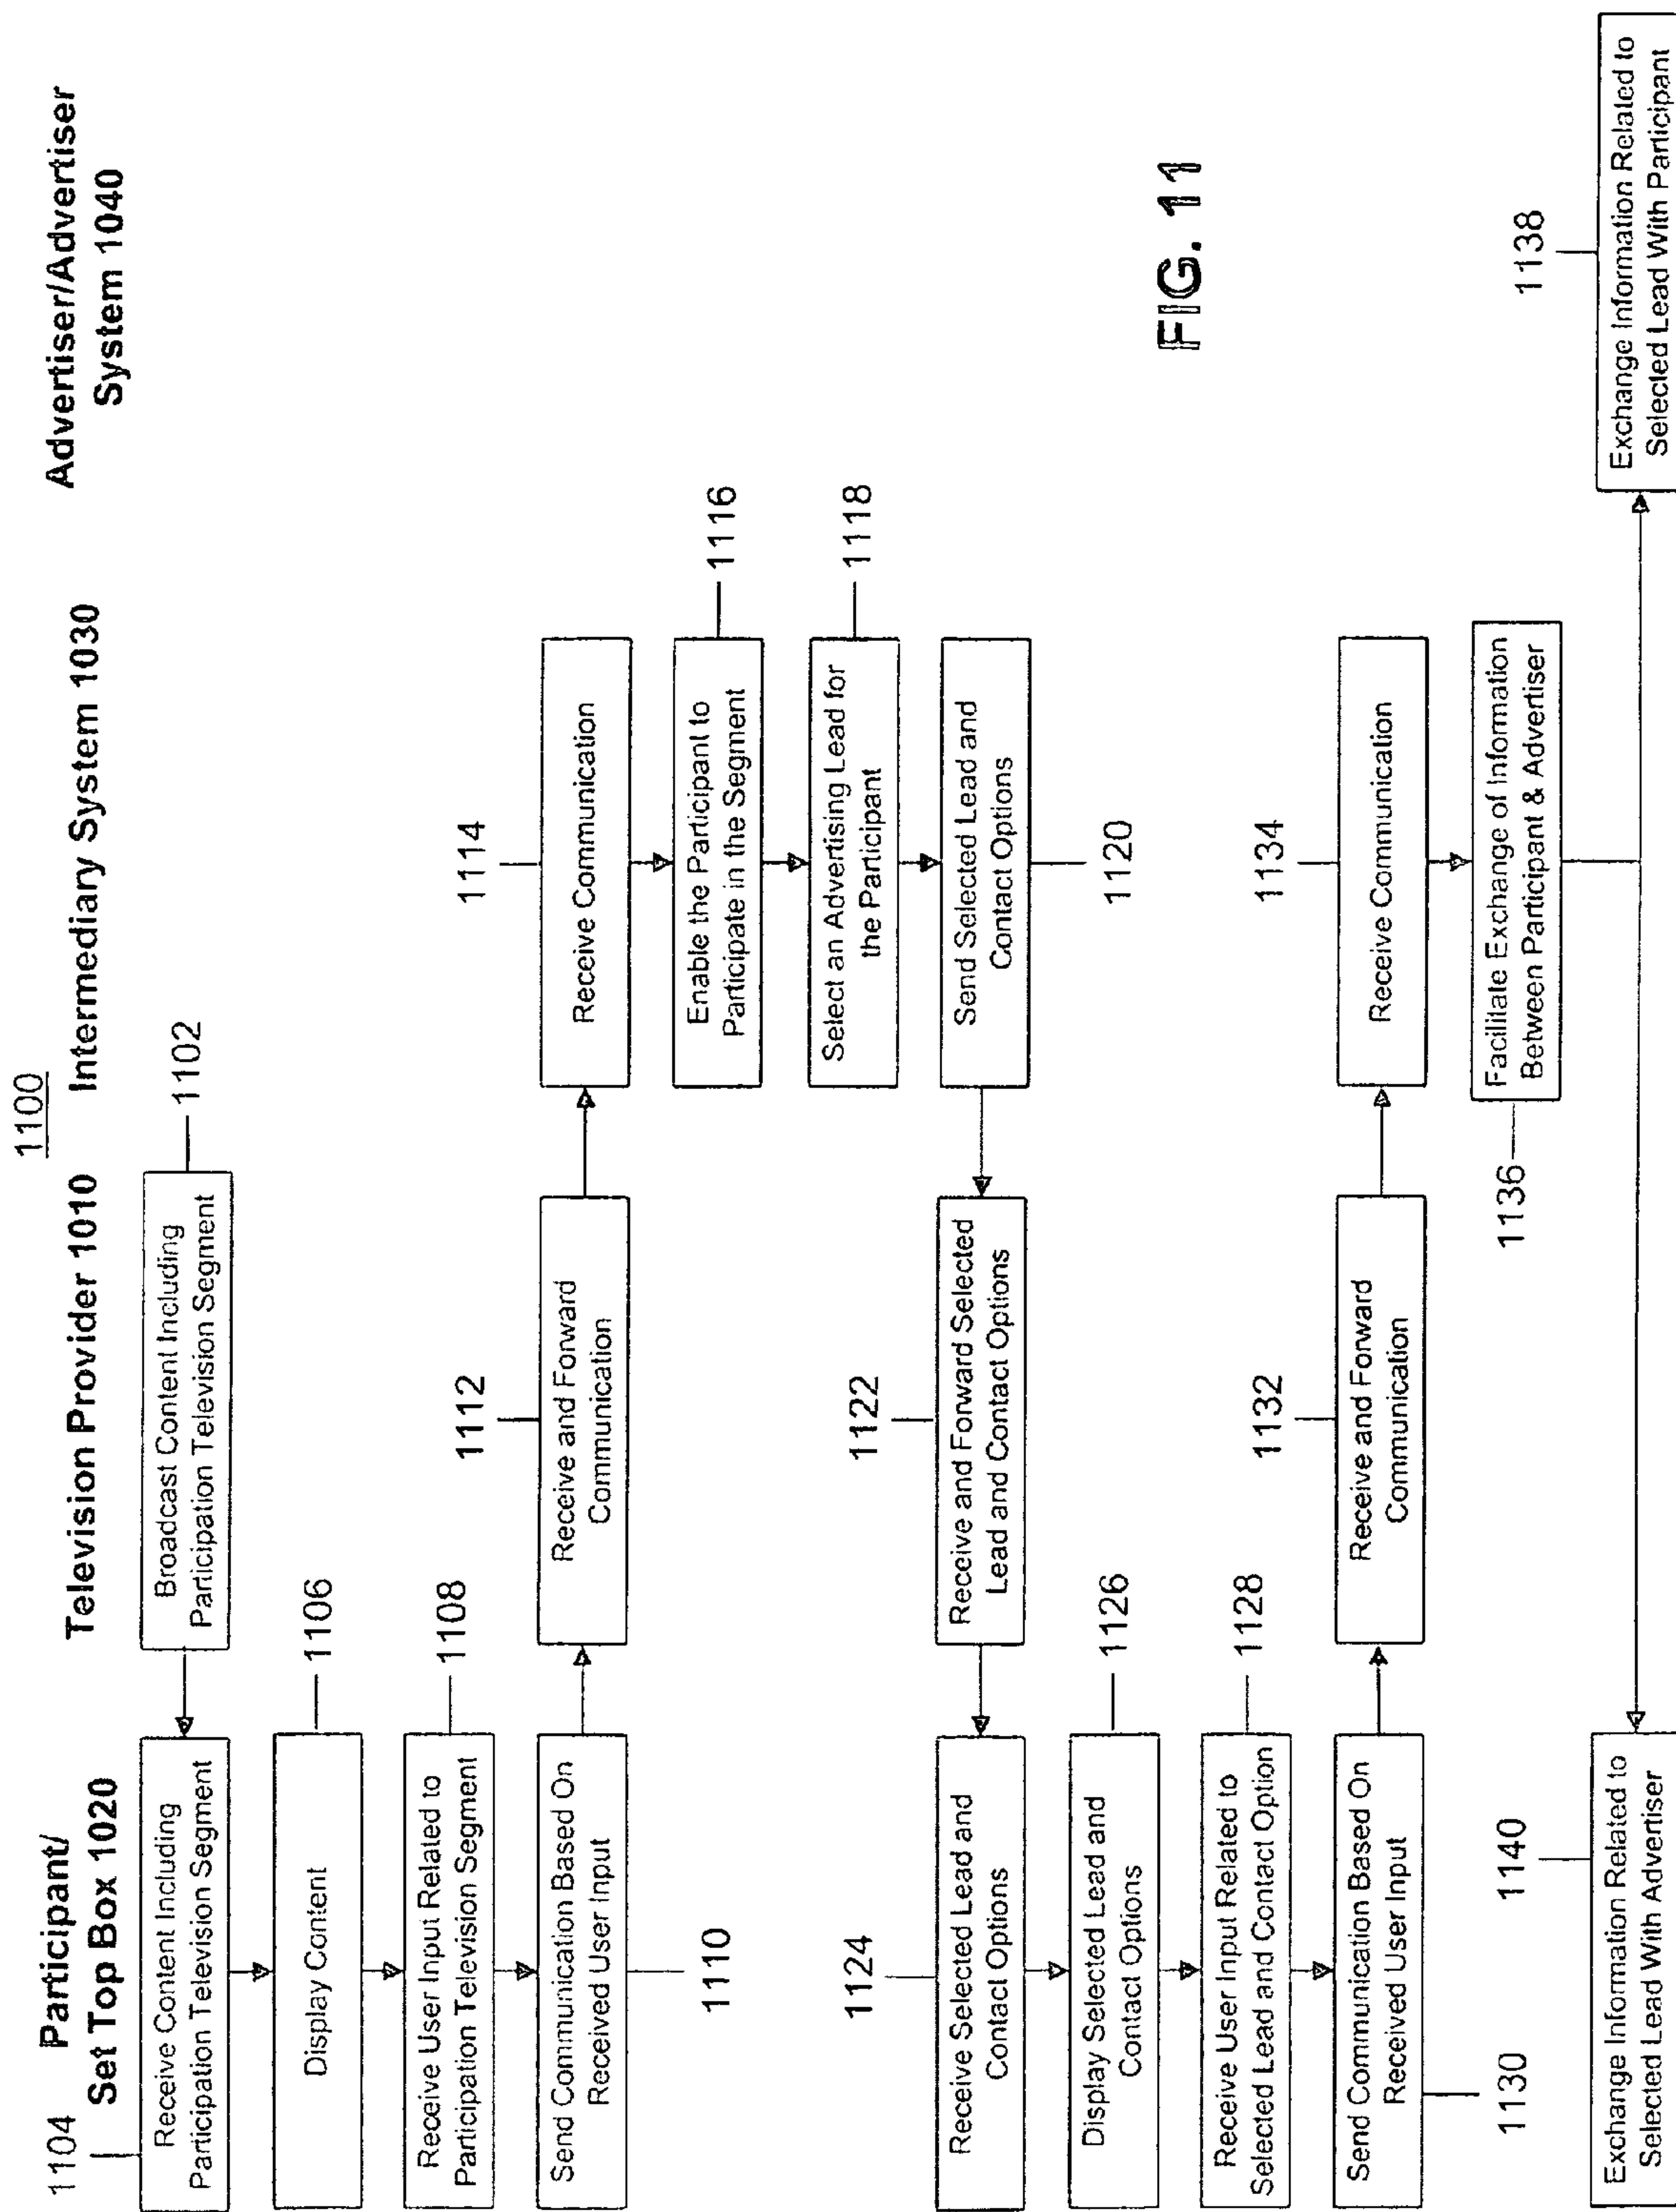 1100
1104
Participant/
Set Top Box 1020
Television Provider 1010
Intermediary System 1030
Advertiser/Advertiser
System 1040
Broadcast Content Including
Participation Television Segment
1102
Receive Content Including
Participation Television Segment
Display Content
1106
Receive User Input Related to
Participation Television Segment
1108
Send Communication Based On
Received User Input
1110
1112
Receive and Forward
Communication
1114
Receive Communication
Enable the Participant to
Participate in the Segment
1116
Select an Advertising Lead for
the Participant
1118
Send Selected Lead and
Contact Options
1120
1122
Receive and Forward Selected
Lead and Contact Options
1124
Receive Selected Lead and
Contact Options
Display Selected Lead and
Contact Options
1126
Receive User Input Related to
Selected Lead and Contact Option
1128
Send Communication Based On
Received User Input
1130
1132
Receive and Forward
Communication
1134
Receive Communication
Facilitate Exchange of Information
Between Participant & Advertiser
1136
1138
Exchange Information Related to
Selected Lead With Participant
1140
Exchange Information Related to
Selected Lead With Advertiser
FIG. 11